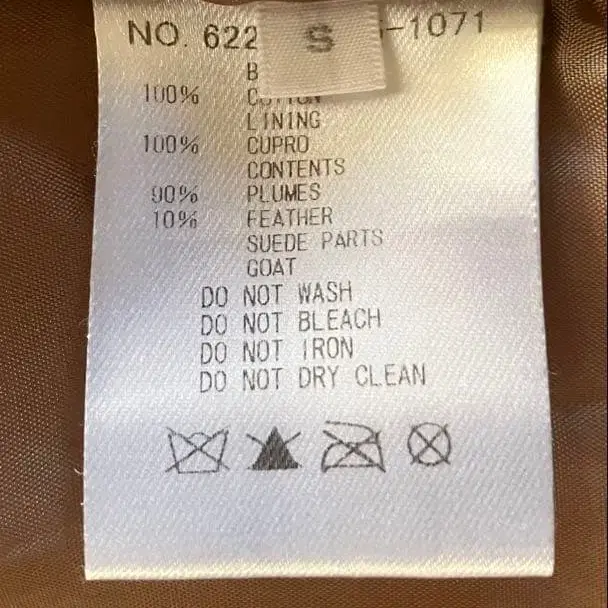 NO. 622 S -1071
B
100% COTTON
LINING
100% CUPRO
CONTENTS
90% PLUMES
10% FEATHER
SUEDE PARTS
GOAT
DO NOT WASH
DO NOT BLEACH
DO NOT IRON
DO NOT DRY CLEAN